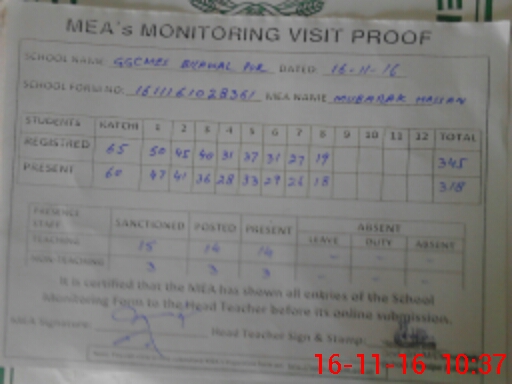 MEA's MONITORING VISIT PROOF
SCHOOL NAME GGCMES BHAWAL PUR DATED: 16-11-16
SCHOOL FORM NO: 1611161028361 MEA NAME MUBARAK HASSAN
STUDENTS KATCHI 1 2 3 4 5 6 7 8 9 10 11 12 TOTAL
REGISTRED 65 50 45 40 31 37 31 27 19 345
PRESENT 60 47 41 36 28 33 29 26 18 318
PRESENCE STAFF SANCTIONED POSTED PRESENT ABSENT
LEAVE DUTY ABSENT
TEACHING 15 14 14 - - -
NON-TEACHING 3 3 3 - - -
It is certified that the MEA has shown all entries of the School
Monitoring Form to the Head Teacher before its online submission.
MEA Signature: Head Teacher Sign & Stamp
16-11-16 10:37